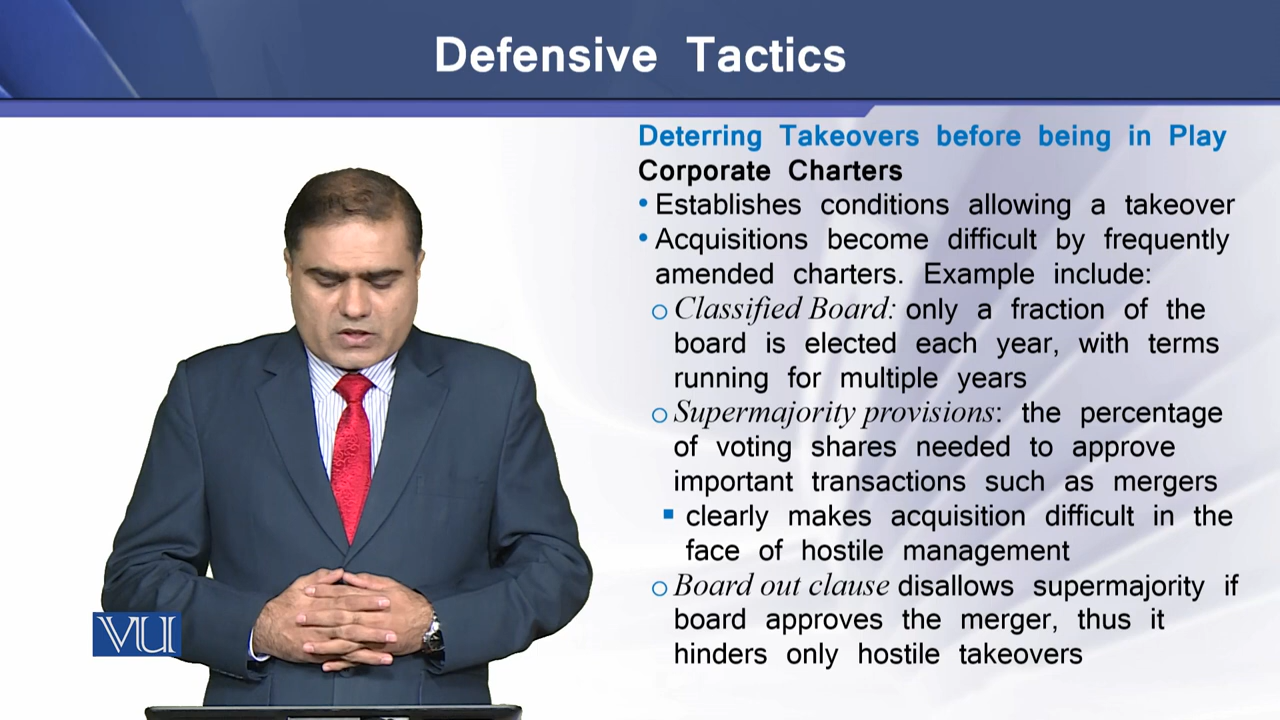 Defensive Tactics
Deterring Takeovers before being in Play
Corporate Charters
• Establishes conditions allowing a takeover
• Acquisitions become difficult by frequently
amended charters. Example include:
o Classified Board: only a fraction of the
board is elected each year, with terms
running for multiple years
o Supermajority provisions: the percentage
of voting shares needed to approve
important transactions such as mergers
▪ clearly makes acquisition difficult in the
face of hostile management
o Board out clause disallows supermajority if
board approves the merger, thus it
hinders only hostile takeovers
VU